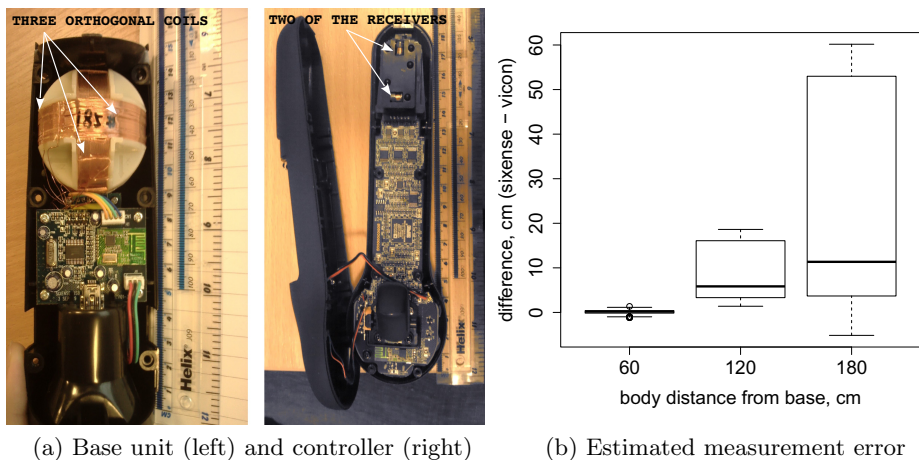 THREE ORTHOGONAL COILS
TWO OF THE RECEIVERS
Helix
Helix
difference, cm (sixense − vicon)
60
50
40
30
20
10
0
60
120
180
body distance from base, cm
(a) Base unit (left) and controller (right)
(b) Estimated measurement error